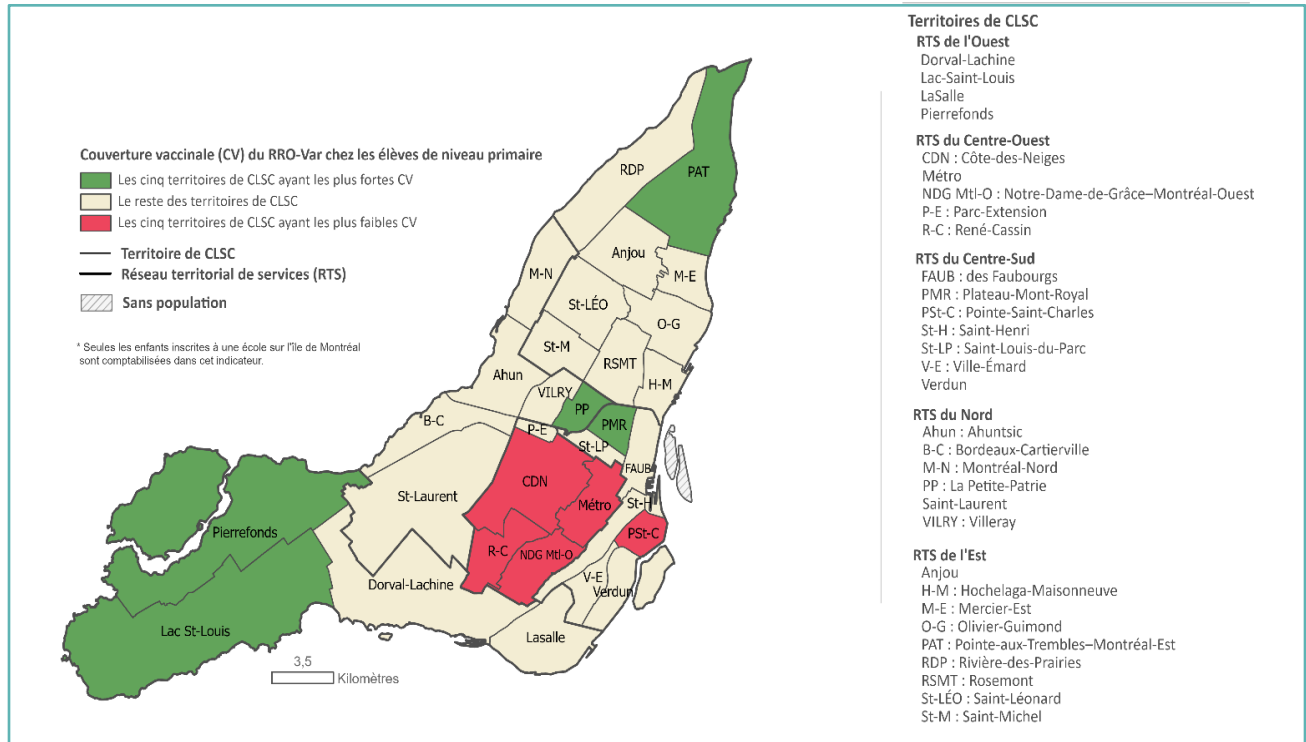 Couverture vaccinale (CV) du RRO-Var chez les élèves de niveau primaire
Les cinq territoires de CLSC ayant les plus fortes CV
Le reste des territoires de CLSC
Les cinq territoires de CLSC ayant les plus faibles CV
Territoire de CLSC
Réseau territorial de services (RTS)
Sans population
* Seules les enfants inscrites à une école sur l'île de Montréal
sont comptabilisées dans cet indicateur.
RDP
PAT
Anjou
M-E
M-N
St-LÉO
O-G
St-M
RSMT
Ahun
H-M
VILRY
PP
PMR
B-C
P-E
St-LP
FAUB
CDN
St-Laurent
Métro
St-H
PSt-C
Pierrefonds
R-C
NDG Mtl-O
V-E
Verdun
Dorval-Lachine
Lac St-Louis
Lasalle
3,5
Kilomètres
Territoires de CLSC
RTS de l'Ouest
Dorval-Lachine
Lac-Saint-Louis
LaSalle
Pierrefonds
RTS du Centre-Ouest
CDN : Côte-des-Neiges
Métro
NDG Mtl-O : Notre-Dame-de-Grâce–Montréal-Ouest
P-E : Parc-Extension
R-C : René-Cassin
RTS du Centre-Sud
FAUB : des Faubourgs
PMR : Plateau-Mont-Royal
PSt-C : Pointe-Saint-Charles
St-H : Saint-Henri
St-LP : Saint-Louis-du-Parc
V-E : Ville-Émard
Verdun
RTS du Nord
Ahun : Ahuntsic
B-C : Bordeaux-Cartierville
M-N : Montréal-Nord
PP : La Petite-Patrie
Saint-Laurent
VILRY : Villeray
RTS de l'Est
Anjou
H-M : Hochelaga-Maisonneuve
M-E : Mercier-Est
O-G : Olivier-Guimond
PAT : Pointe-aux-Trembles–Montréal-Est
RDP : Rivière-des-Prairies
RSMT : Rosemont
St-LÉO : Saint-Léonard
St-M : Saint-Michel